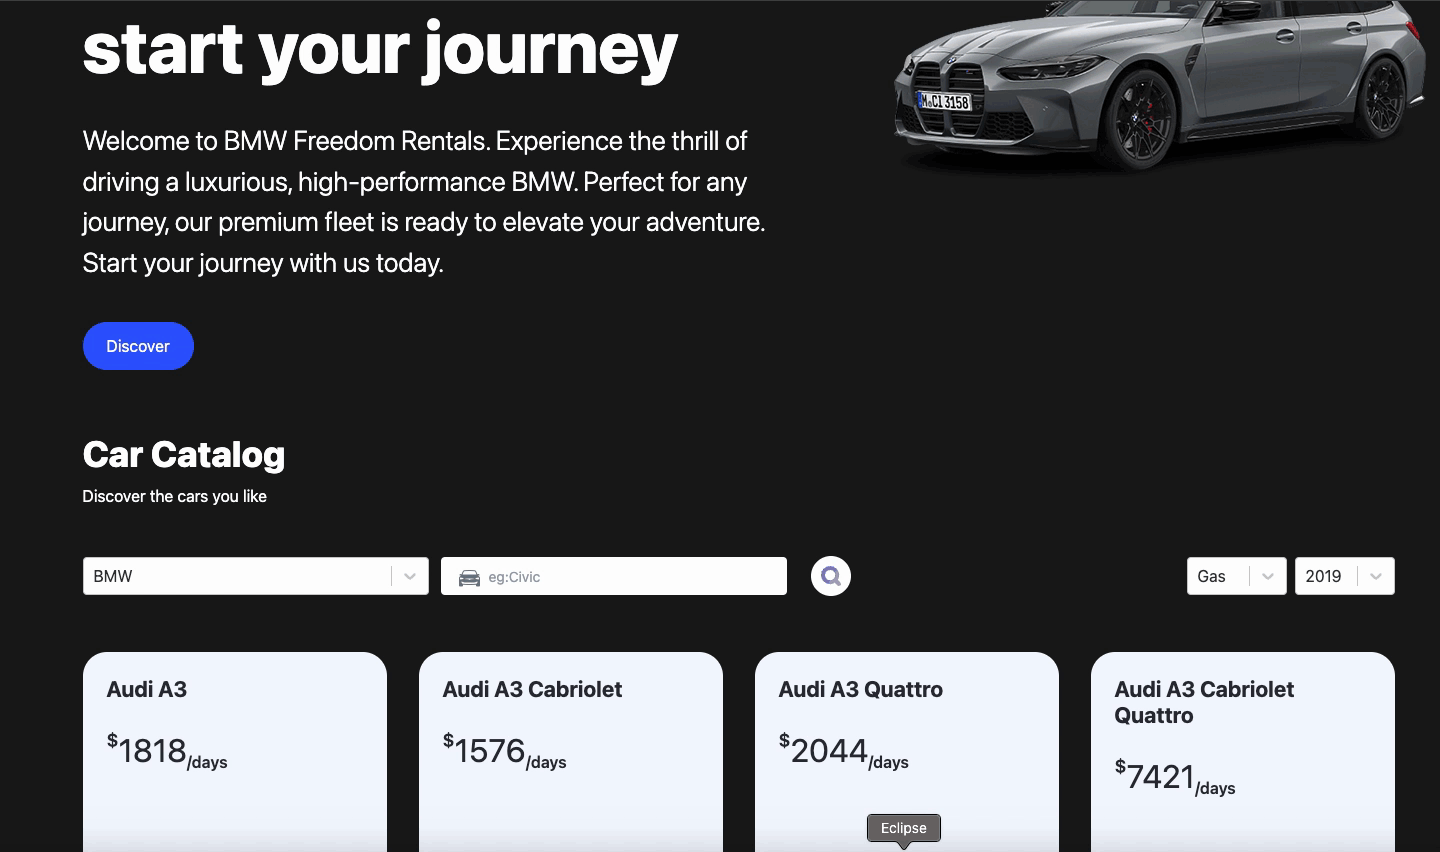 start your journey
M CI 3158
Welcome to BMW Freedom Rentals. Experience the thrill of
driving a luxurious, high-performance BMW. Perfect for any
journey, our premium fleet is ready to elevate your adventure.
Start your journey with us today.
Discover
Car Catalog
Discover the cars you like
BMW
eg:Civic
Gas
2019
Audi A3
$1818/days
Audi A3 Cabriolet
$1576/days
Audi A3 Quattro
$2044/days
Audi A3 Cabriolet
Quattro
$7421/days
Eclipse